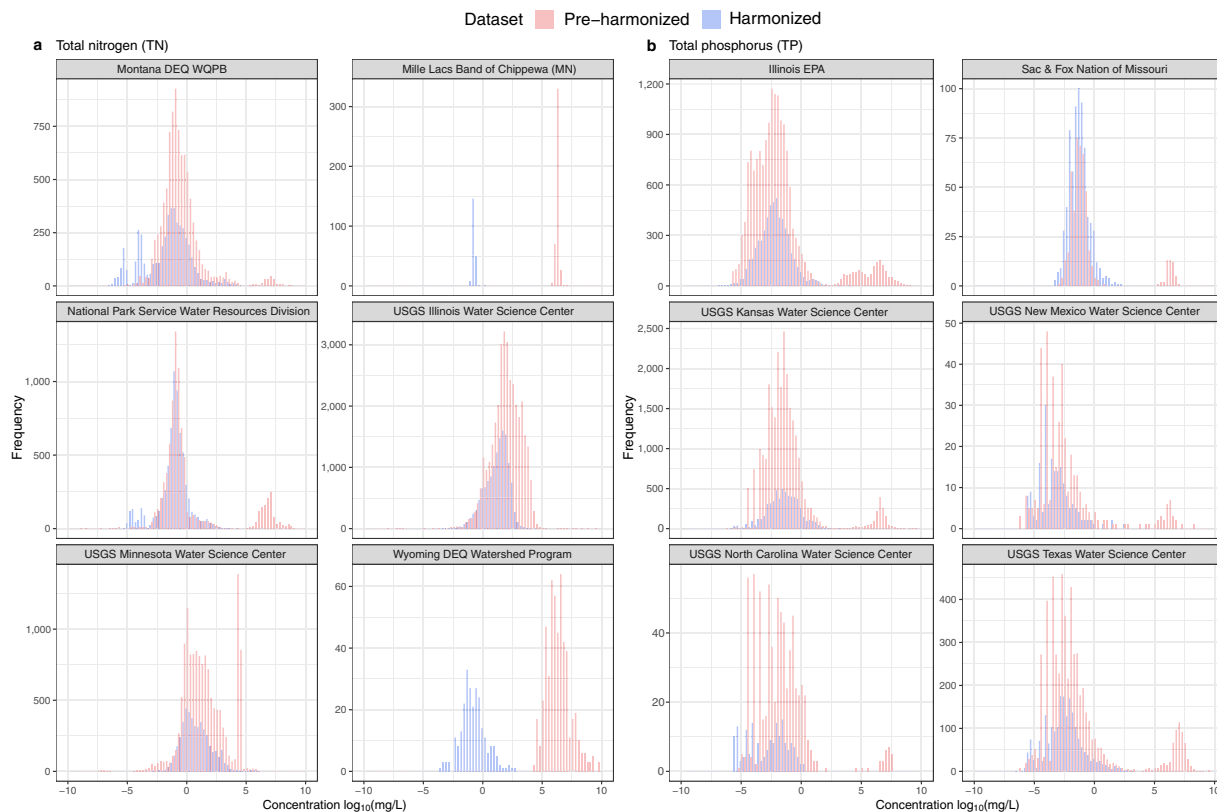 Dataset Pre-harmonized Harmonized
a Total nitrogen (TN)
b Total phosphorus (TP)
Montana DEQ WQPB
750
500
250
0
Mille Lacs Band of Chippewa (MN)
300
200
100
0
Illinois EPA
1,200
900
600
300
0
Sac & Fox Nation of Missouri
100
75
50
25
0
National Park Service Water Resources Division
1,000
500
0
USGS Illinois Water Science Center
3,000
2,000
1,000
0
USGS Kansas Water Science Center
2,500
2,000
1,500
1,000
500
0
USGS New Mexico Water Science Center
50
40
30
20
10
0
Frequency
Frequency
USGS Minnesota Water Science Center
1,000
500
0
-10 -5 0 5 10
Wyoming DEQ Watershed Program
60
40
20
0
-10 -5 0 5 10
USGS North Carolina Water Science Center
40
20
0
-10 -5 0 5 10
USGS Texas Water Science Center
400
300
200
100
0
-10 -5 0 5 10
Concentration log10(mg/L)
Concentration log10(mg/L)